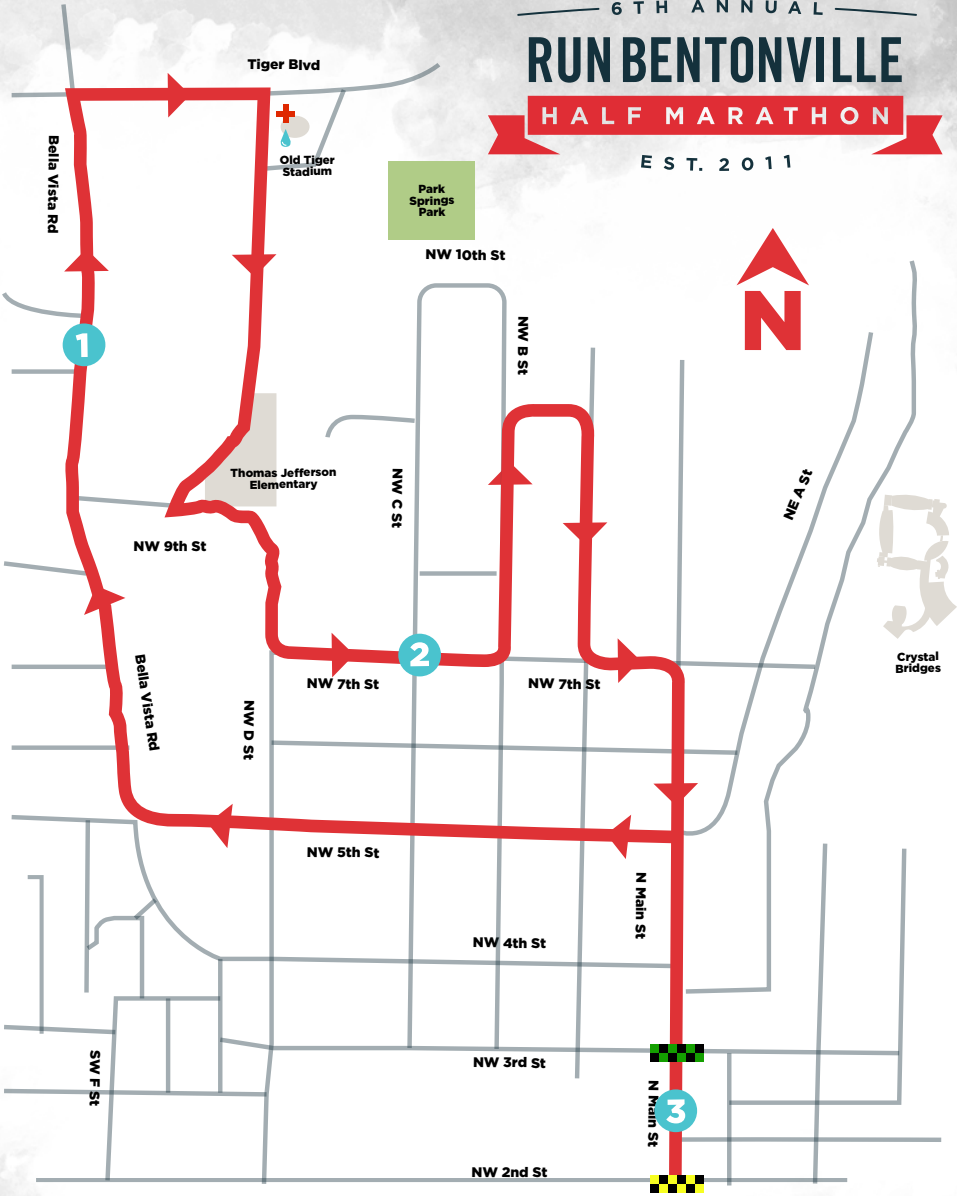 6TH ANNUAL
RUN BENTONVILLE
HALF MARATHON
EST. 2011
Tiger Blvd
Bella Vista Rd
Old Tiger
Stadium
Park
Springs
Park
NW 10th St
N
NW B St
1
Thomas Jefferson
Elementary
NW C St
NE A St
NW 9th St
2
Crystal
Bridges
NW 7th St
NW 7th St
Bella Vista Rd
NW D St
NW 5th St
N Main St
NW 4th St
NW 3rd St
SW F St
N Main St
3
NW 2nd St